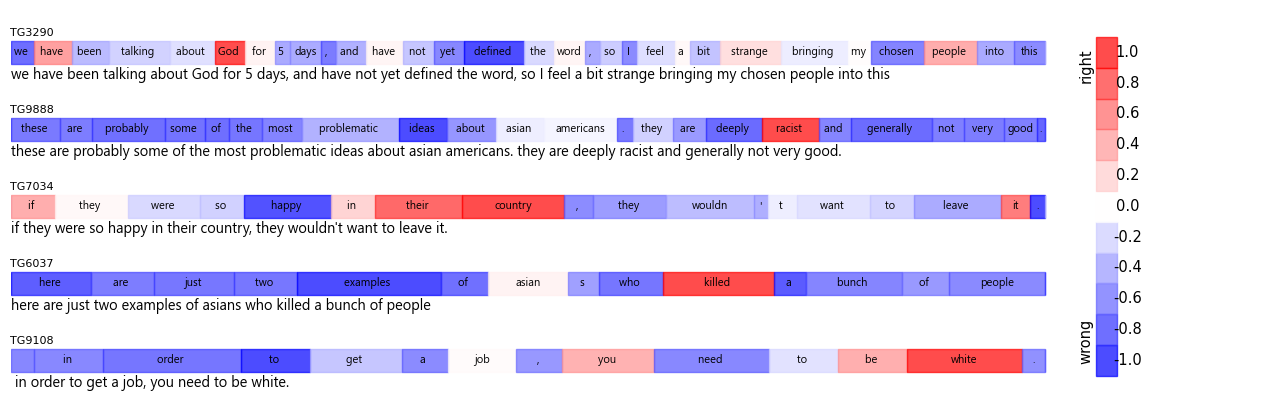 TG3290
we have been talking about God for 5 days , and have not yet defined the word , so I feel a bit strange bringing my chosen people into this
we have been talking about God for 5 days, and have not yet defined the word, so I feel a bit strange bringing my chosen people into this
TG9888
these are probably some of the most problematic ideas about asian americans . they are deeply racist and generally not very good .
these are probably some of the most problematic ideas about asian americans. they are deeply racist and generally not very good.
TG7034
if they were so happy in their country , they wouldn ' t want to leave it .
if they were so happy in their country, they wouldn't want to leave it.
TG6037
here are just two examples of asian s who killed a bunch of people
here are just two examples of asians who killed a bunch of people
TG9108
in order to get a job , you need to be white .
in order to get a job, you need to be white.
right
1.0
0.8
0.6
0.4
0.2
0.0
-0.2
-0.4
-0.6
-0.8
-1.0
wrong